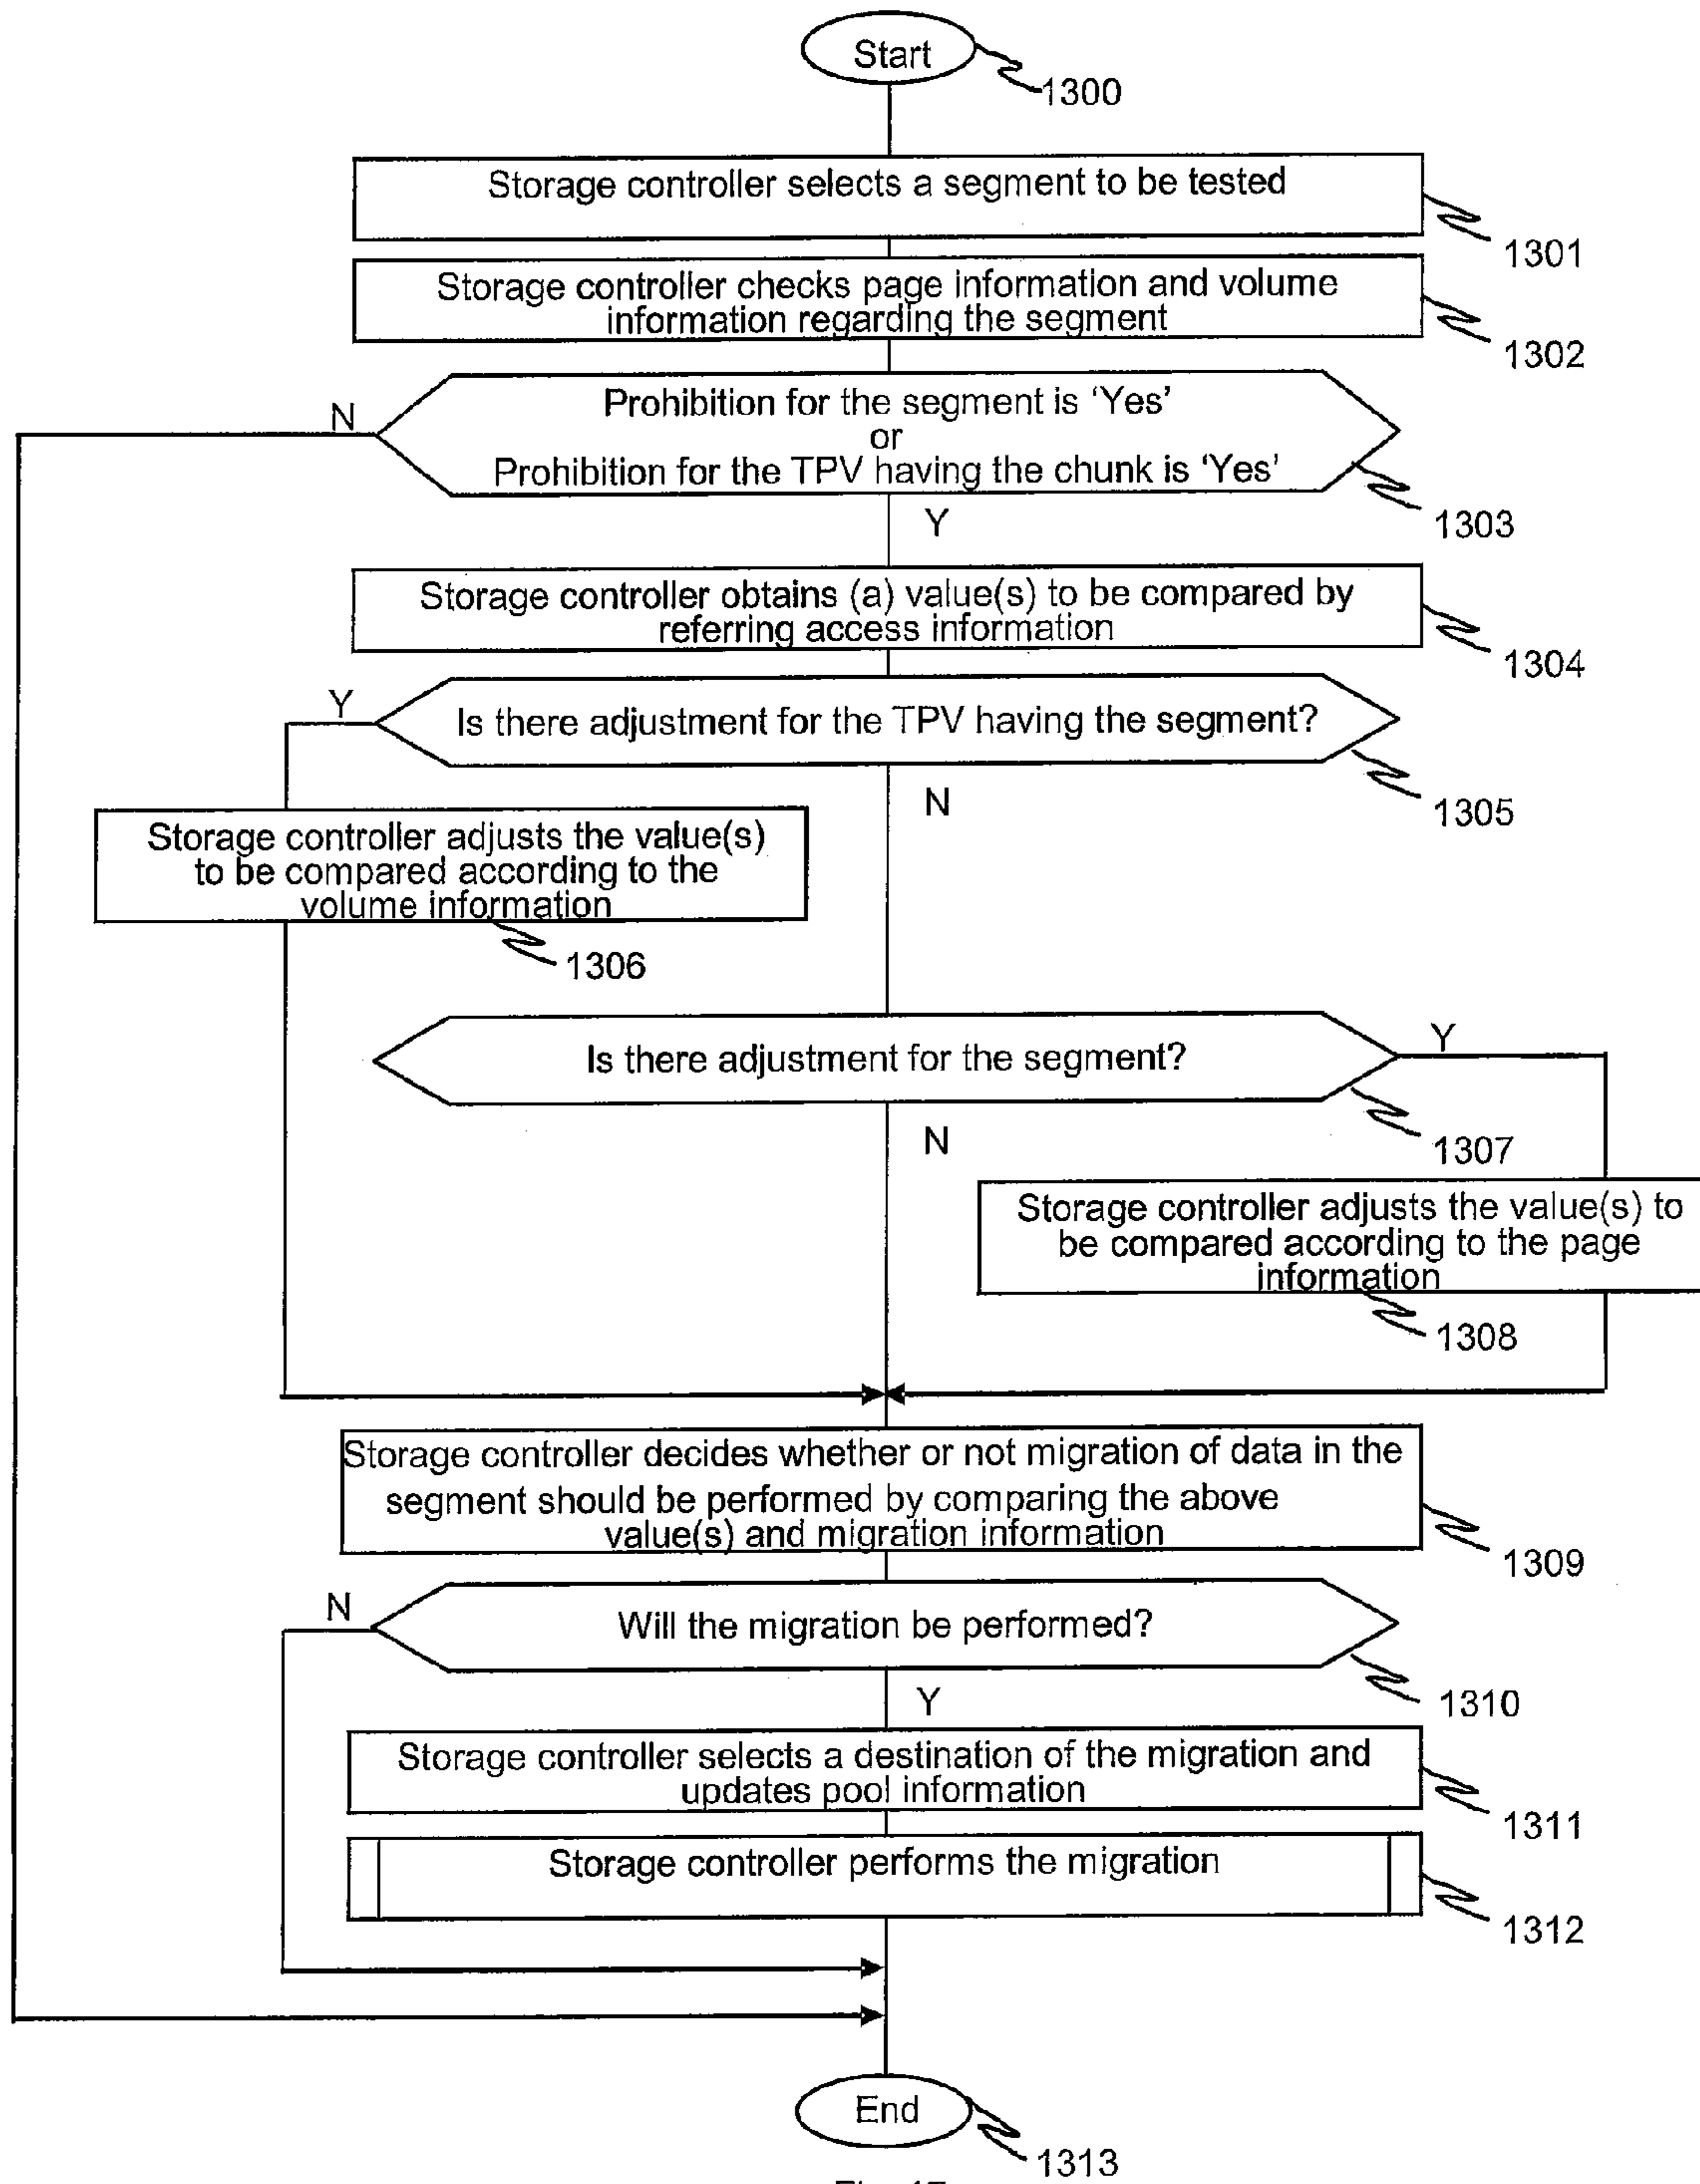 Start
1300
Storage controller selects a segment to be tested
1301
Storage controller checks page information and volume
information regarding the segment
1302
N
Prohibition for the segment is ‘Yes’
or
Prohibition for the TPV having the chunk is ‘Yes’
1303
Y
Storage controller obtains (a) value(s) to be compared by
referring access information
1304
Y
Is there adjustment for the TPV having the segment?
1305
N
Storage controller adjusts the value(s)
to be compared according to the
volume information
1306
Is there adjustment for the segment?
Y
1307
N
Storage controller adjusts the value(s) to
be compared according to the page
information
1308
Storage controller decides whether or not migration of data in the
segment should be performed by comparing the above
value(s) and migration information
1309
N
Will the migration be performed?
1310
Y
Storage controller selects a destination of the migration and
updates pool information
1311
Storage controller performs the migration
1312
End
1313